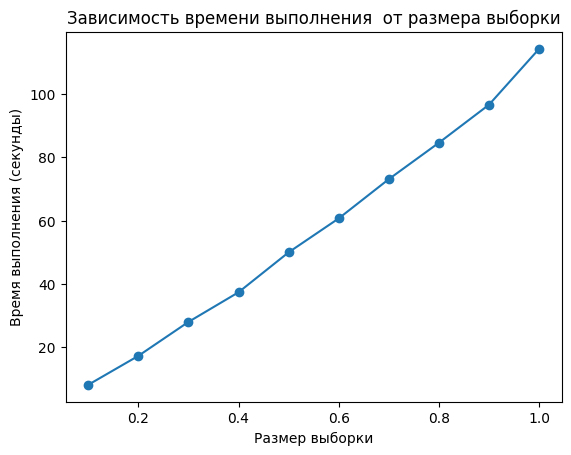 Зависимость времени выполнения  от размера выборки
Время выполнения (секунды)
100
80
60
40
20
0.2 0.4 0.6 0.8 1.0
Размер выборки